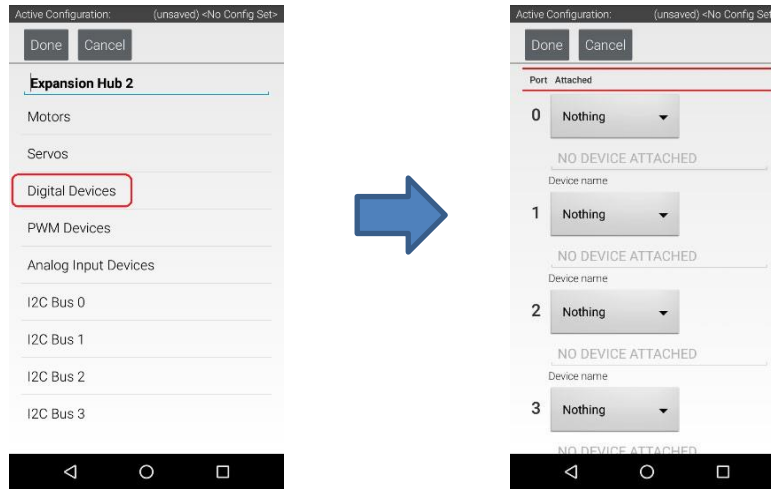 Active Configuration: (unsaved) <No Config Set>
Done Cancel
Expansion Hub 2
Motors
Servos
Digital Devices
PWM Devices
Analog Input Devices
I2C Bus 0
I2C Bus 1
I2C Bus 2
I2C Bus 3
Active Configuration: (unsaved) <No Config Set
Done Cancel
Port Attached
0 Nothing
NO DEVICE ATTACHED
Device name
1 Nothing
NO DEVICE ATTACHED
Device name
2 Nothing
NO DEVICE ATTACHED
Device name
3 Nothing
NO DEVICE ATTACHED